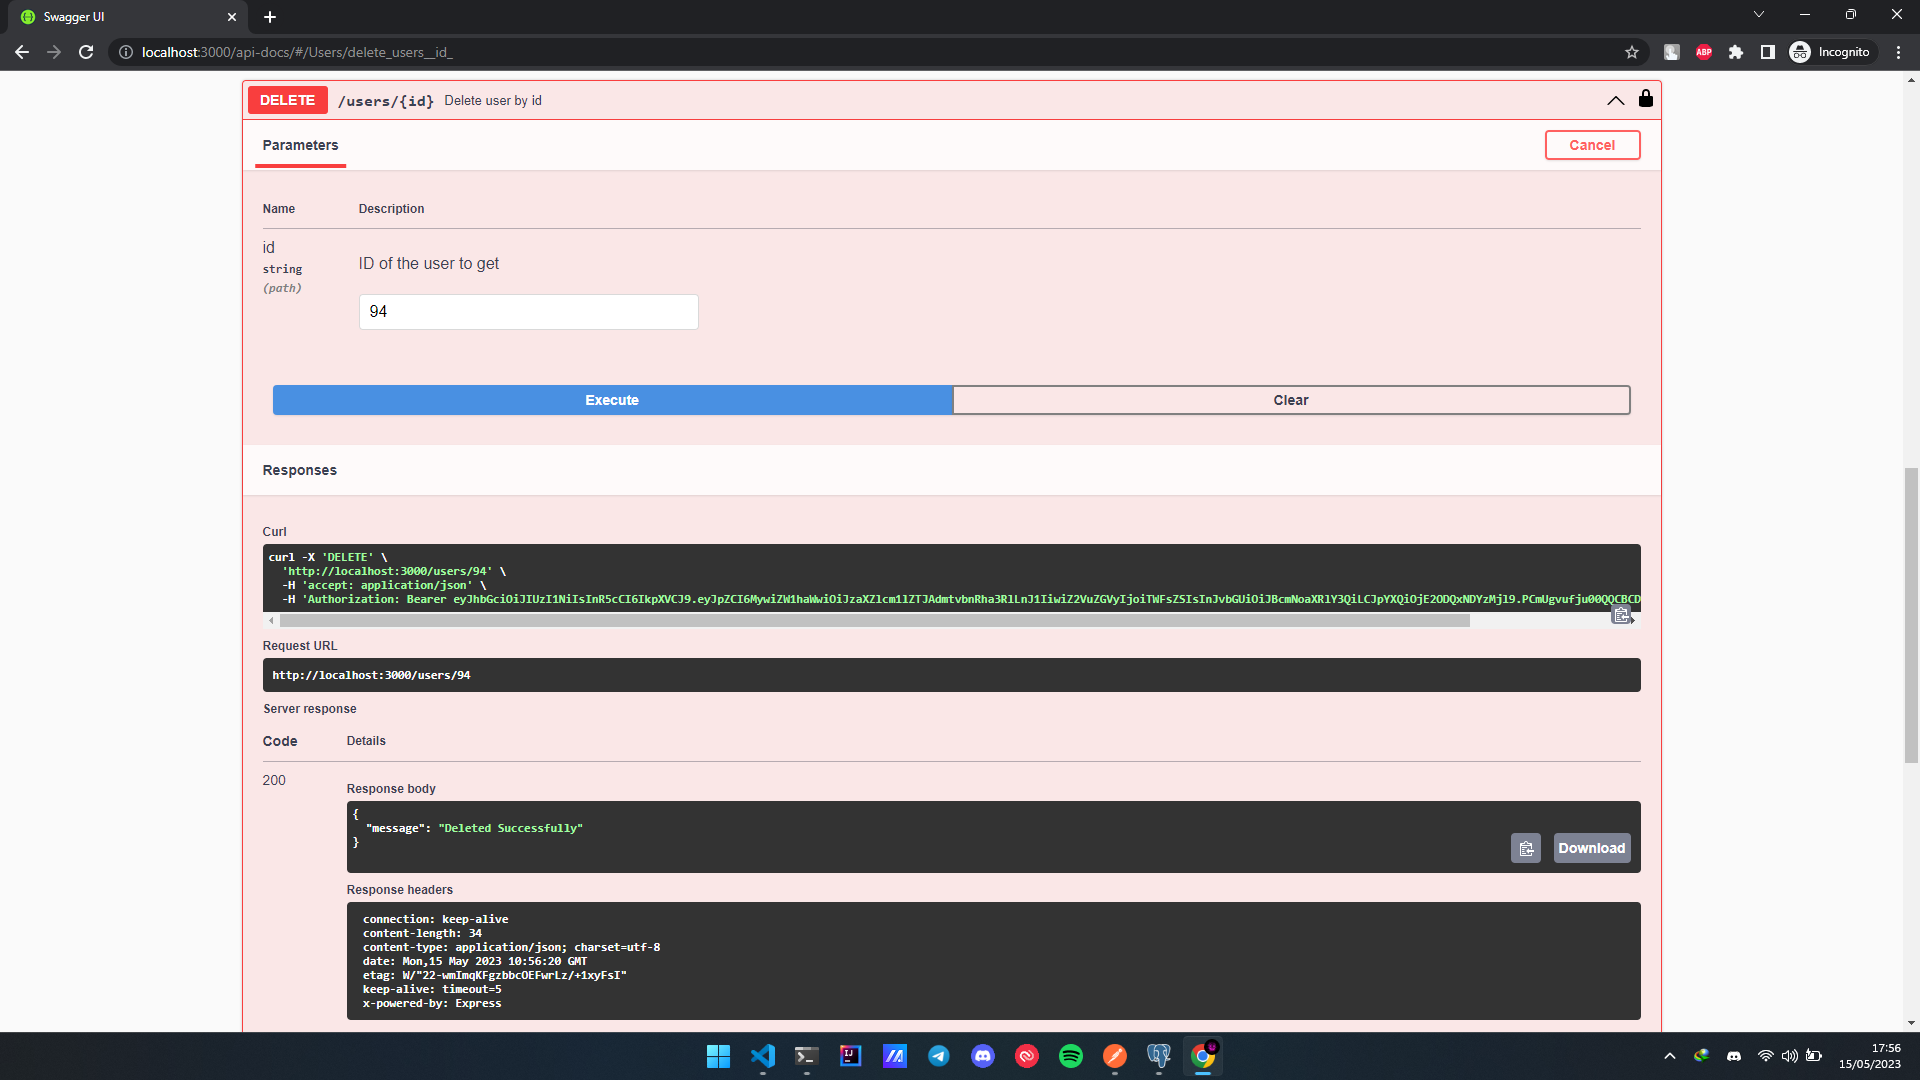 Swagger UI
localhost:3000/api-docs/#/Users/delete_users__id_
ABP
Incognito
DELETE /users/{id} Delete user by id
Parameters
Cancel
Name Description
id
string
(path)
ID of the user to get
94
Execute
Clear
Responses
Curl
curl -X 'DELETE' \
'http://localhost:3000/users/94' \
-H 'accept: application/json' \
-H 'Authorization: Bearer
Request URL
http://localhost:3000/users/94
Server response
Code Details
200
Response body
{
"message": "Deleted Successfully"
}
Download
Response headers
connection: keep-alive
content-length: 34
content-type: application/json; charset=utf-8
date: Mon,15 May 2023 10:56:20 GMT
etag: W/"22-wmImqKFgzbbcOEFwrLz/+1xyFsI"
keep-alive: timeout=5
x-powered-by: Express
17:56
15/05/2023